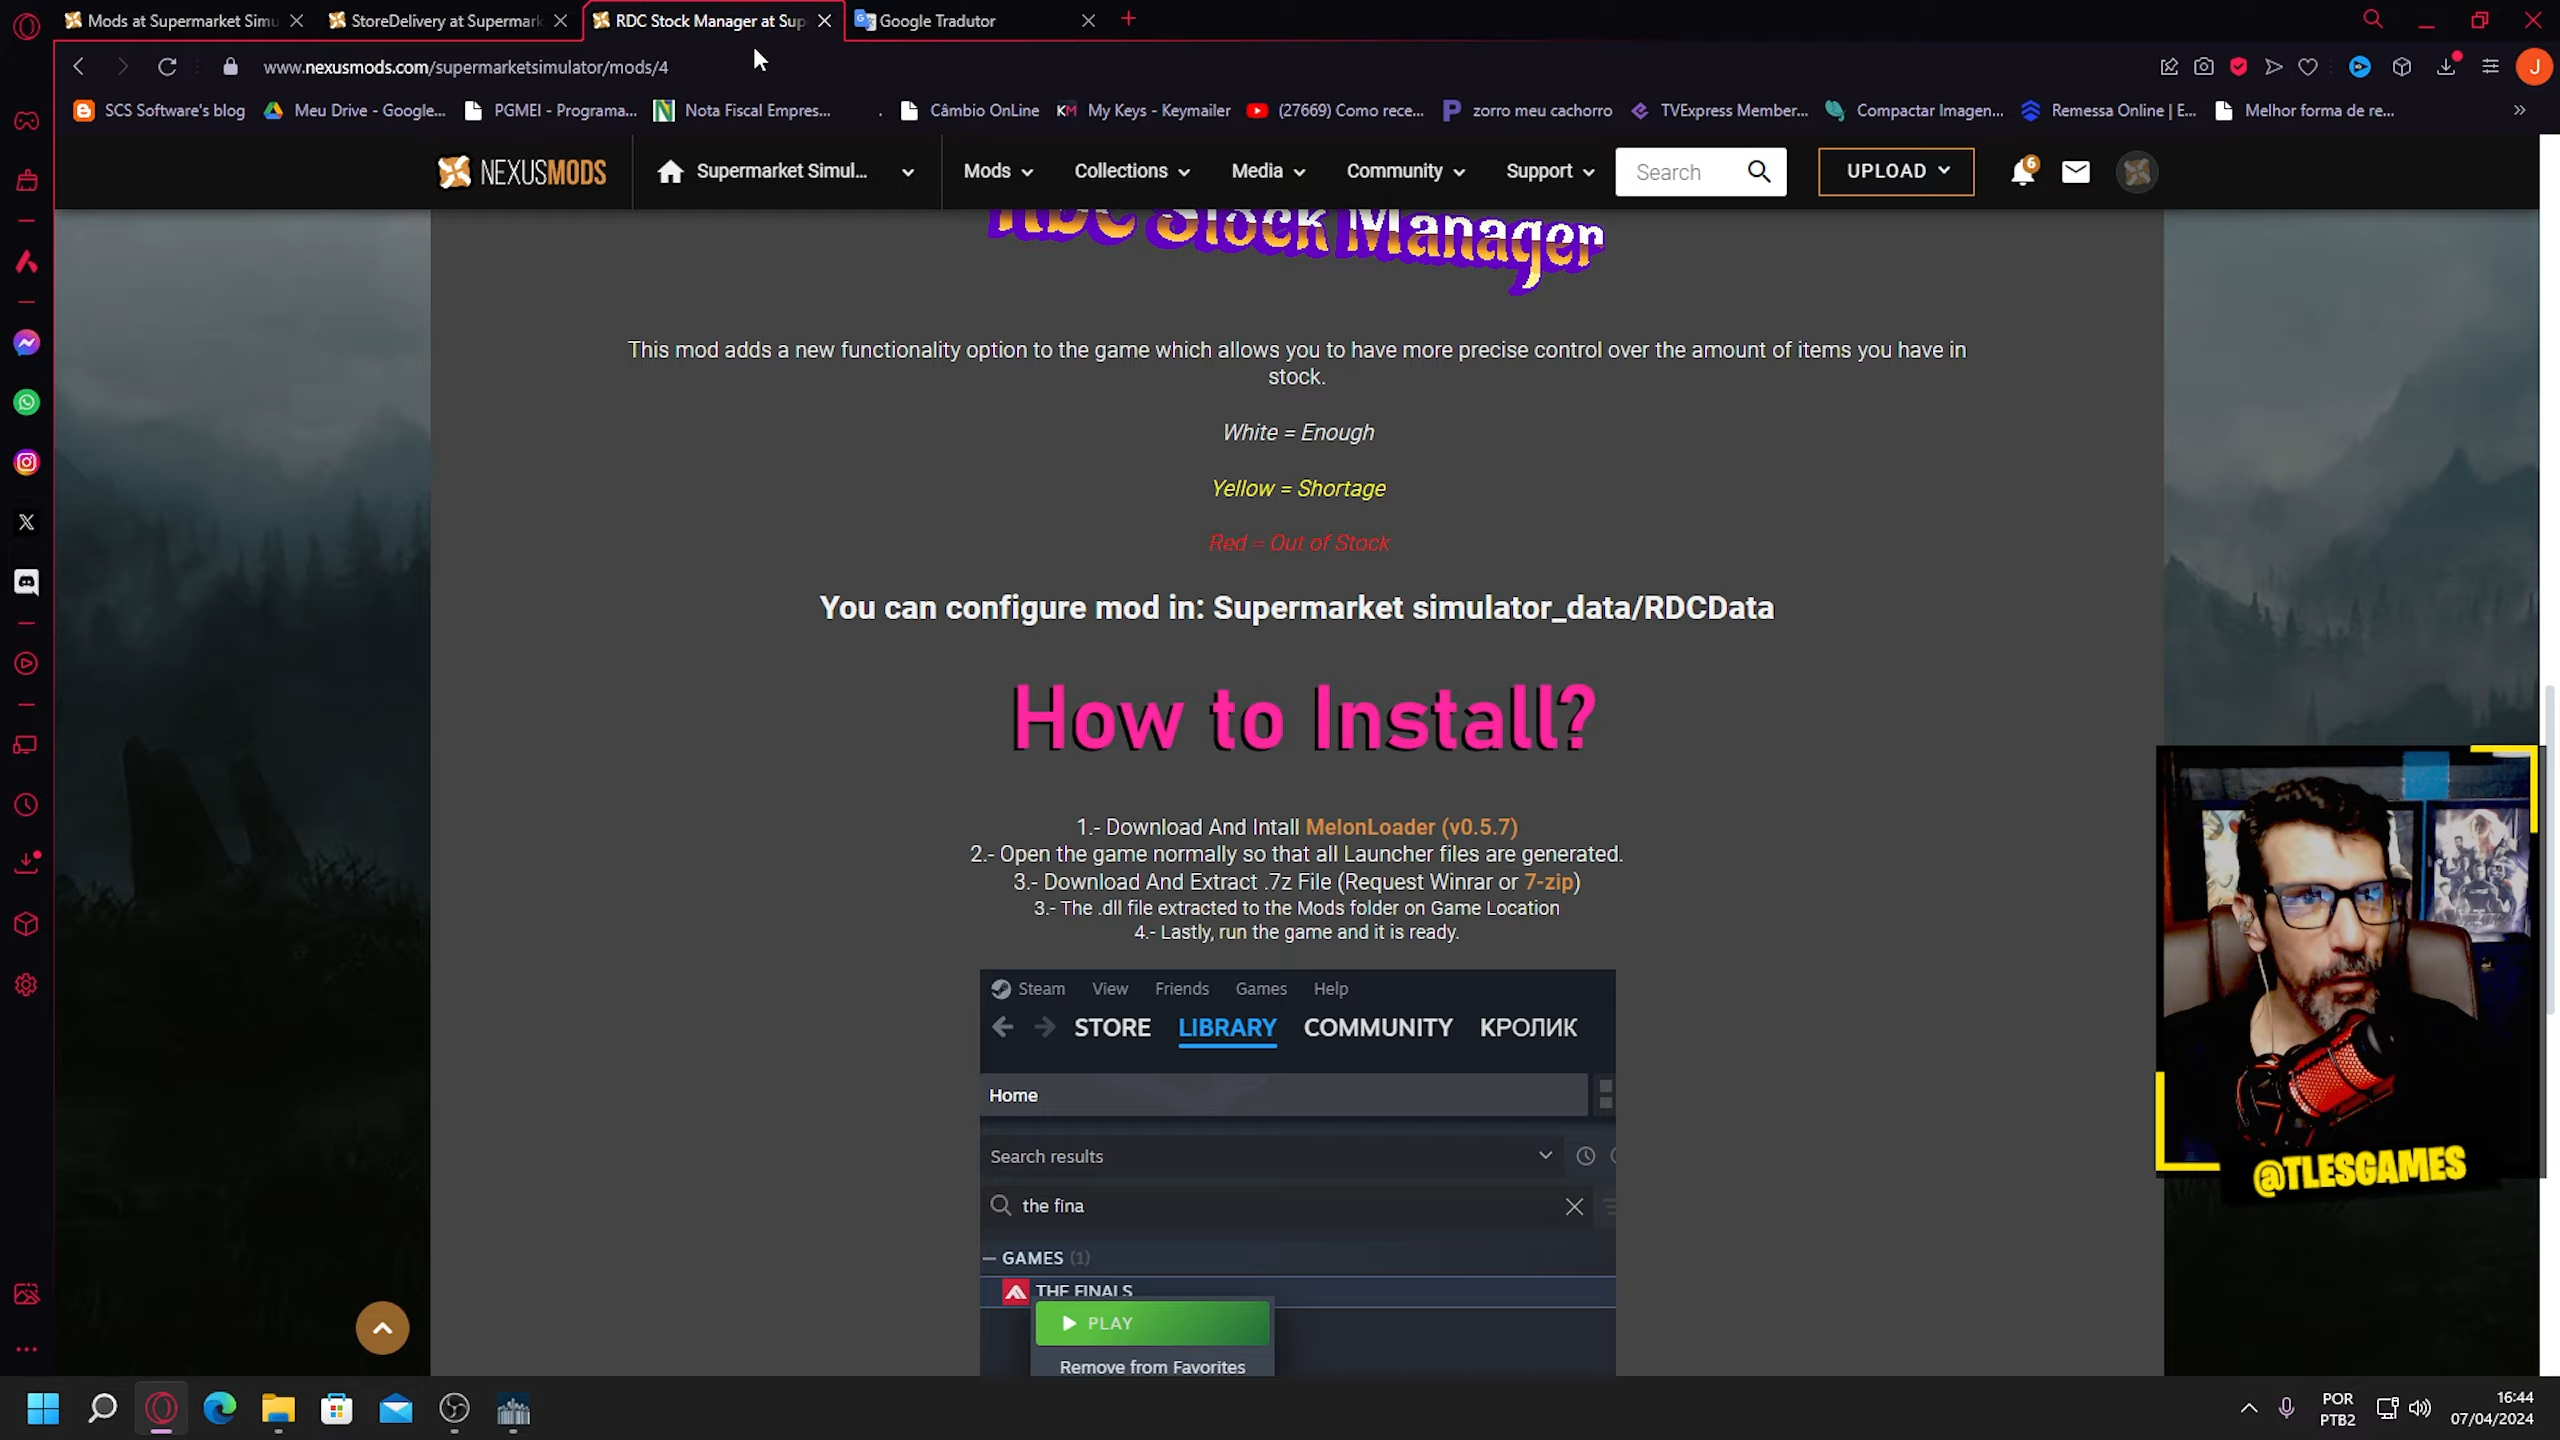 Mods at Supermarket Simu
StoreDelivery at Supermark
RDC Stock Manager at Sup
Google Tradutor
www.nexusmods.com/supermarketsimulator/mods/4
J
SCS Software's blog
Meu Drive - Google...
PGMEI - Programa...
Nota Fiscal Empres...
.
Câmbio OnLine
KM My Keys - Keymailer
(27669) Como rece...
zorro meu cachorro
TVExpress Member...
Compactar Imagen...
Remessa Online | E...
Melhor forma de re...
NEXUSMODS
Supermarket Simul...
Mods
Collections
Media
Community
Support
Search
UPLOAD
6
RDC Stock Manager
This mod adds a new functionality option to the game which allows you to have more precise control over the amount of items you have in
stock.
White = Enough
Yellow = Shortage
Red = Out of Stock
You can configure mod in: Supermarket simulator_data/RDCData
How to Install?
1.- Download And Intall MelonLoader (v0.5.7)
2.- Open the game normally so that all Launcher files are generated.
3.- Download And Extract .7z File (Request Winrar or 7-zip)
3.- The .dll file extracted to the Mods folder on Game Location
4.- Lastly, run the game and it is ready.
Steam View Friends Games Help
STORE LIBRARY COMMUNITY КРОЛИК
Home
Search results
the fina
GAMES (1)
THE FINALS
PLAY
Remove from Favorites
@TLESGAMES
POR
PTB2
16:44
07/04/2024